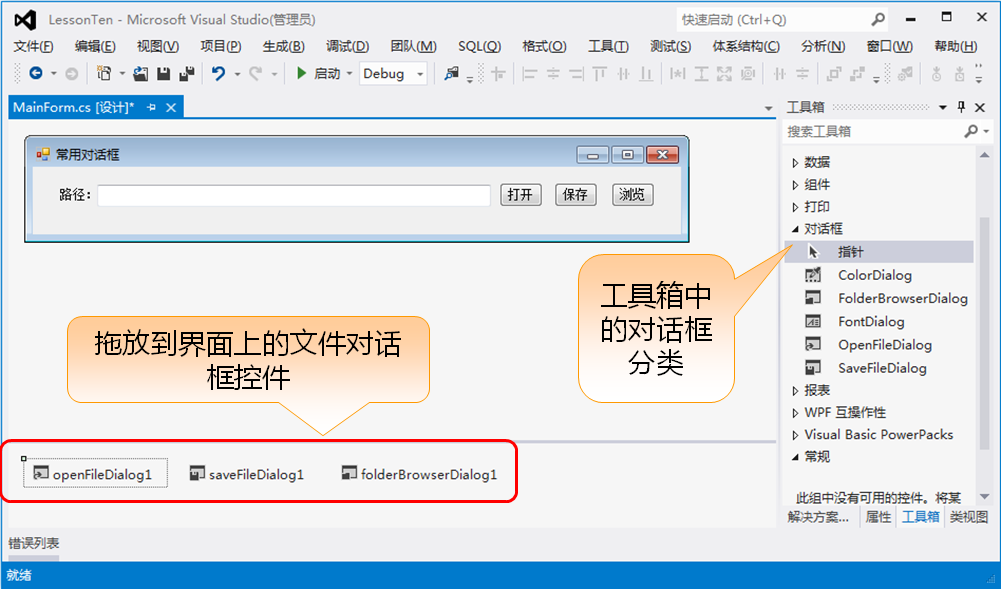 LessonTen - Microsoft Visual Studio(管理员)
快速启动 (Ctrl+Q)
文件(F) 编辑(E) 视图(V) 项目(P) 生成(B) 调试(D) 团队(M) SQL(Q) 格式(O) 工具(T) 测试(S) 体系结构(C) 分析(N) 窗口(W) 帮助(H)
启动 Debug
MainForm.cs [设计]*
常用对话框
路径: 打开 保存 浏览
拖放到界面上的文件对话
框控件
工具箱中
的对话框
分类
openFileDialog1 saveFileDialog1 folderBrowserDialog1
工具箱
搜索工具箱
数据
组件
打印
对话框
指针
ColorDialog
FolderBrowserDialog
FontDialog
OpenFileDialog
SaveFileDialog
报表
WPF 互操作性
Visual Basic PowerPacks
常规
此组中没有可用的控件。将某
解决方案... 属性 工具箱 类视图
错误列表
就绪